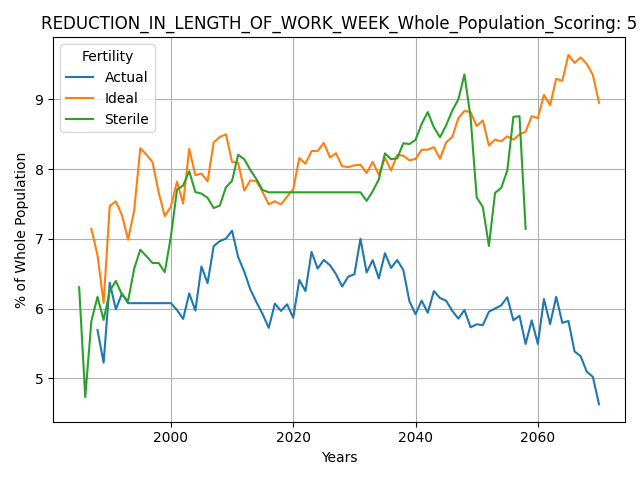 REDUCTION_IN_LENGTH_OF_WORK_WEEK_Whole_Population_Scoring: 5
Fertility
Actual
Ideal
Sterile
% of Whole Population
9
8
7
6
5
2000 2020 2040 2060
Years